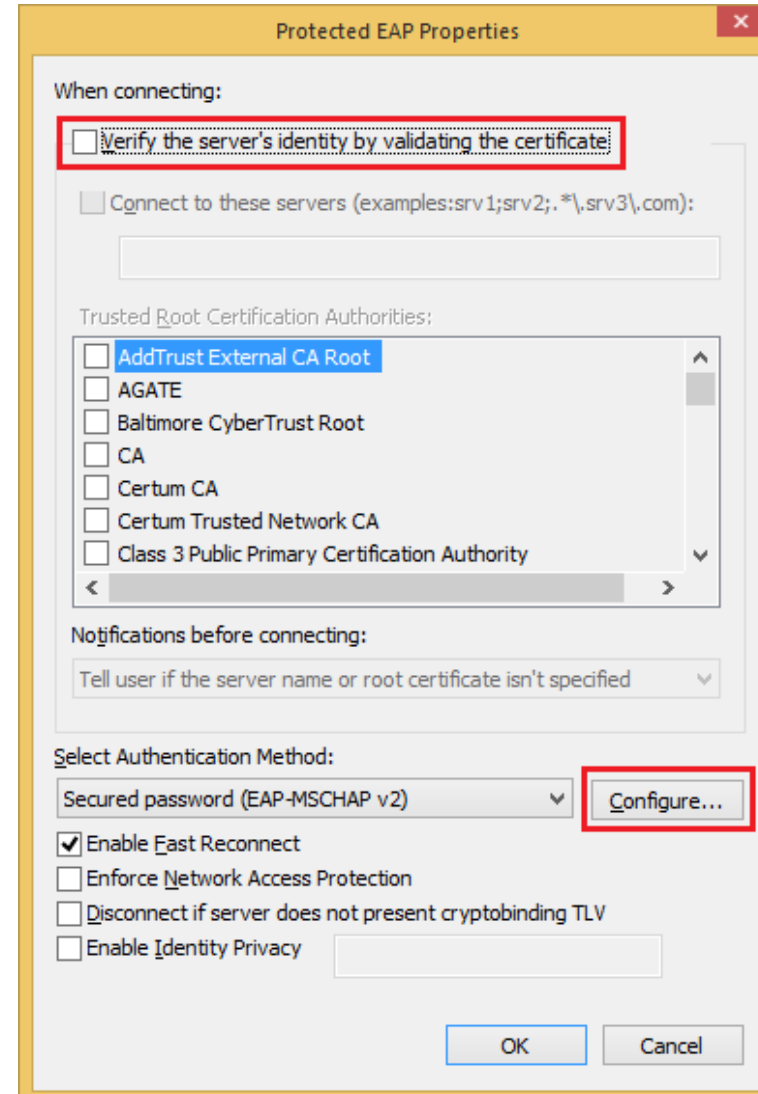 Protected EAP Properties
When connecting:
Verify the server's identity by validating the certificate
Connect to these servers (examples:srv1;srv2;.*\.srv3\.com):
Trusted Root Certification Authorities:
AddTrust External CA Root
AGATE
Baltimore CyberTrust Root
CA
Certum CA
Certum Trusted Network CA
Class 3 Public Primary Certification Authority
Notifications before connecting:
Tell user if the server name or root certificate isn't specified
Select Authentication Method:
Secured password (EAP-MSCHAP v2) Configure...
Enable Fast Reconnect
Enforce Network Access Protection
Disconnect if server does not present cryptobinding TLV
Enable Identity Privacy
OK Cancel